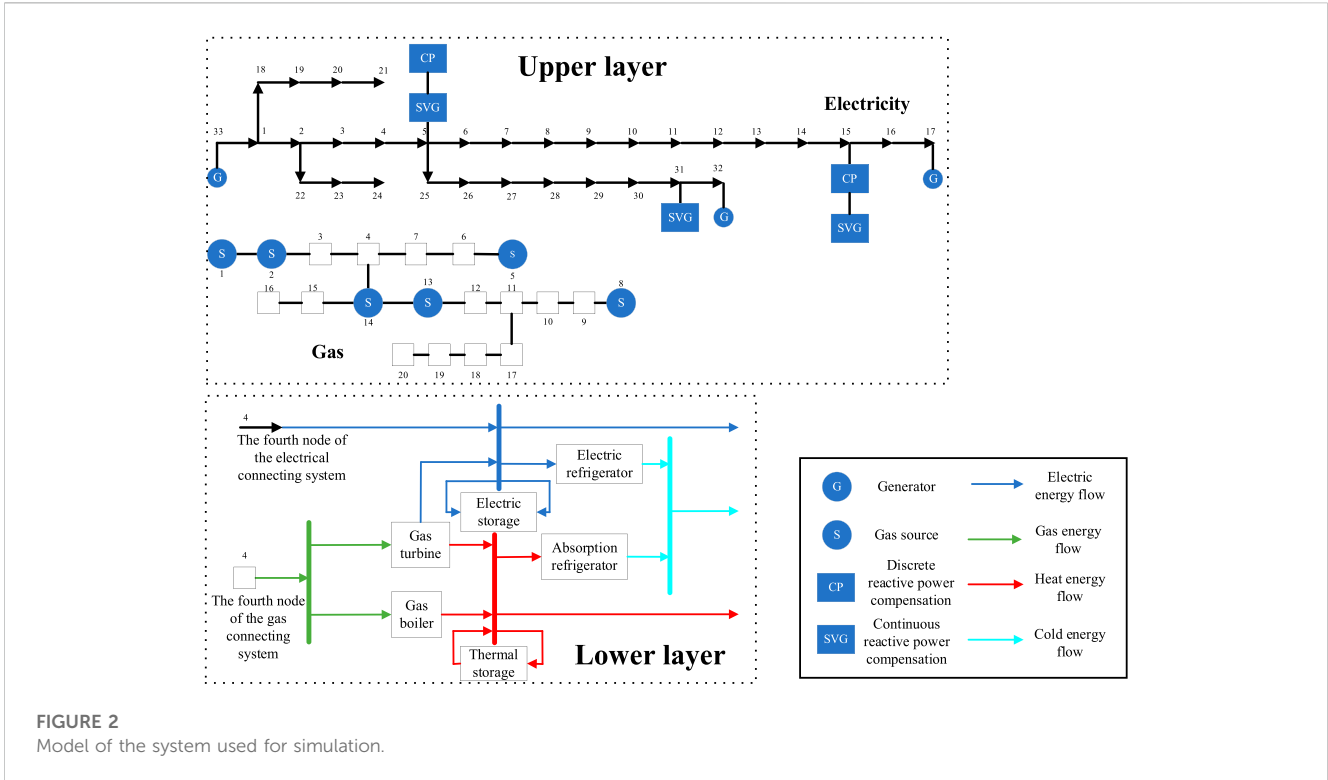 Upper layer
CP
18
19
20
21
SVG
Electricity
33
1
2
3
4
5
6
7
8
9
10
11
12
13
14
15
16
17
G
22
23
24
25
26
27
28
29
30
31
32
CP
G
SVG
G
SVG
3
4
7
6
S
S
S
1
2
5
16
15
13
12
11
8
S
S
S
14
10
9
Gas
20
19
18
17
4
The fourth node of
the electrical
connecting system
Electric
refrigerator
Electric
storage
Gas
turbine
Absorption
refrigerator
4
The fourth node
of the gas
connecting
system
Gas
boiler
Thermal
storage
Lower layer
G
Generator
Electric
energy flow
S
Gas source
Gas energy
flow
CP
Discrete
reactive power
compensation
Heat energy
flow
SVG
Continuous
reactive power
compensation
Cold energy
flow
FIGURE 2
Model of the system used for simulation.